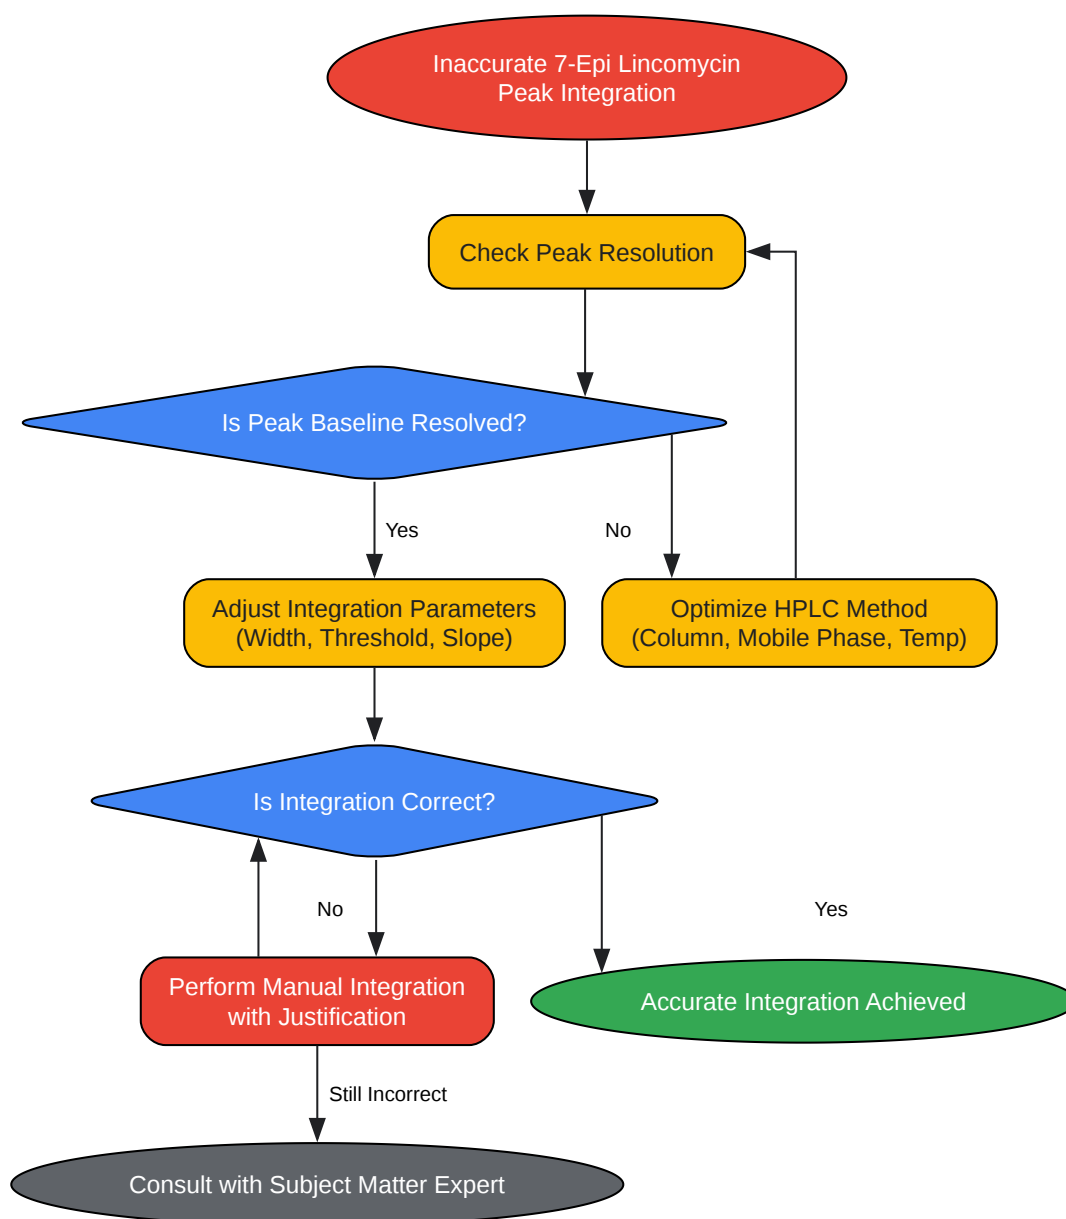 Inaccurate 7-Epi Lincomycin
Peak Integration
Check Peak Resolution
Is Peak Baseline Resolved?
Yes
No
Adjust Integration Parameters
(Width, Threshold, Slope)
Optimize HPLC Method
(Column, Mobile Phase, Temp)
Is Integration Correct?
No
Yes
Perform Manual Integration
with Justification
Accurate Integration Achieved
Still Incorrect
Consult with Subject Matter Expert